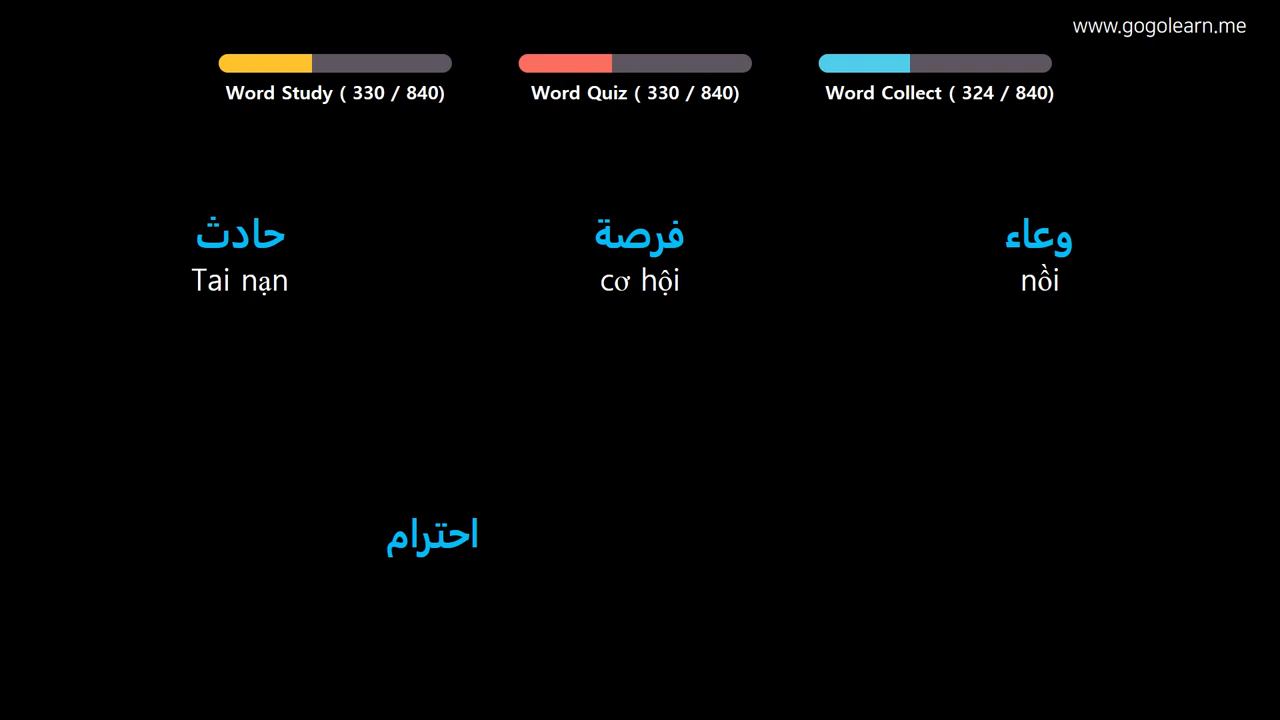 www.gogolearn.me
Word Study ( 330 / 840)
Word Quiz ( 330 / 840)
Word Collect ( 324 / 840)
حادث
Tai nạn
فرصة
cơ hội
وعاء
nồi
احترام